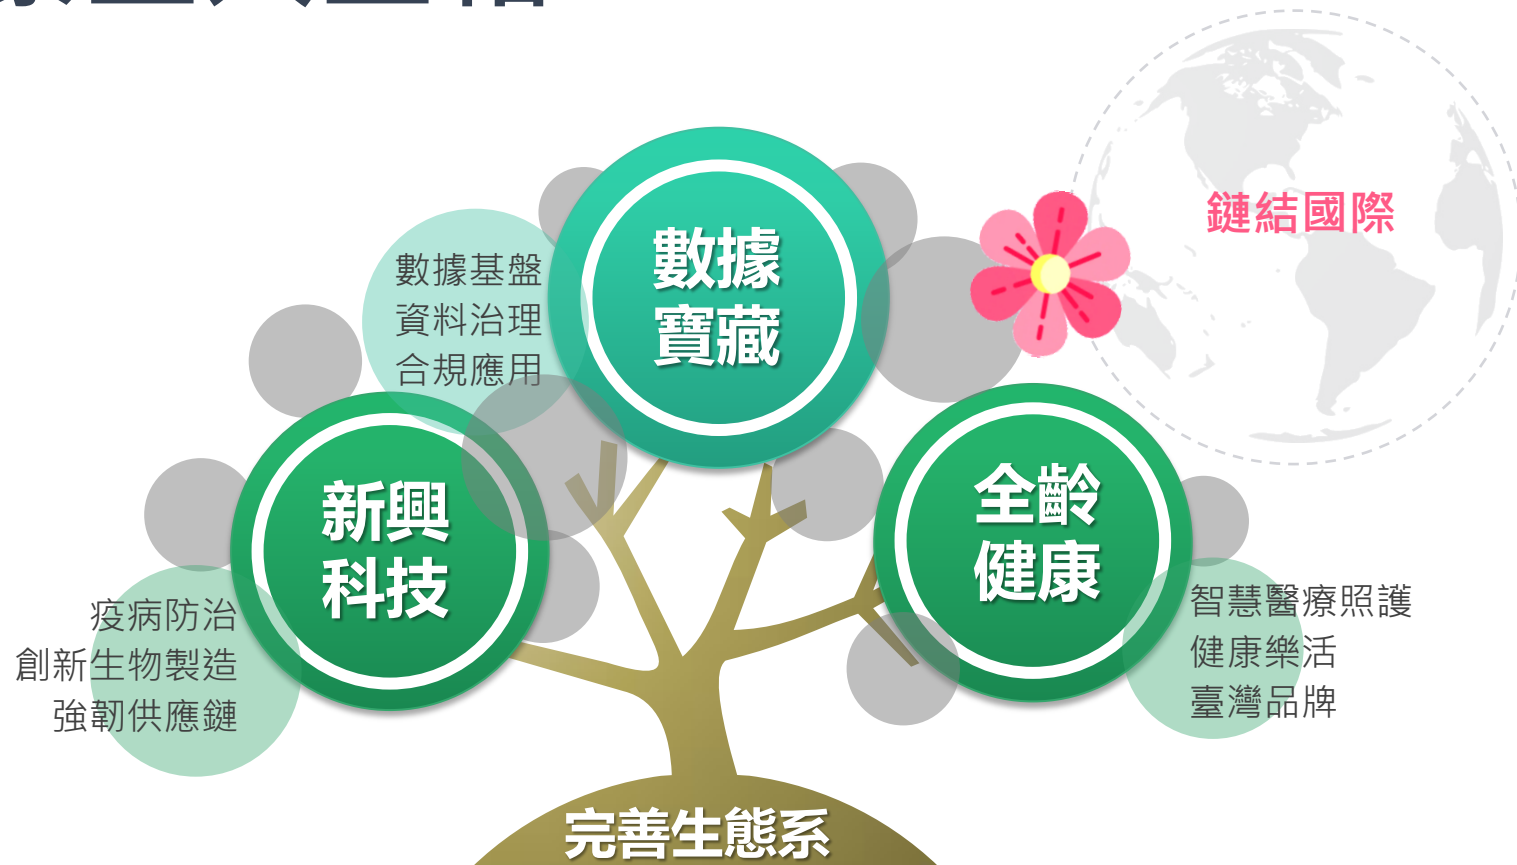 鏈結國際
數據
寶藏
數據基盤
資料治理
合規應用
新興
科技
疫病防治
創新生物製造
強韌供應鏈
全齡
健康
智慧醫療照護
健康樂活
臺灣品牌
完善生態系